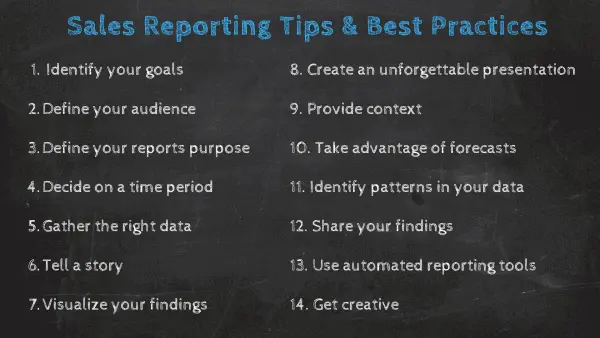 Sales Reporting Tips & Best Practices
1. Identify your goals
2. Define your audience
3. Define your reports purpose
4. Decide on a time period
5. Gather the right data
6. Tell a story
7. Visualize your findings
8. Create an unforgettable presentation
9. Provide context
10. Take advantage of forecasts
11. Identify patterns in your data
12. Share your findings
13. Use automated reporting tools
14. Get creative